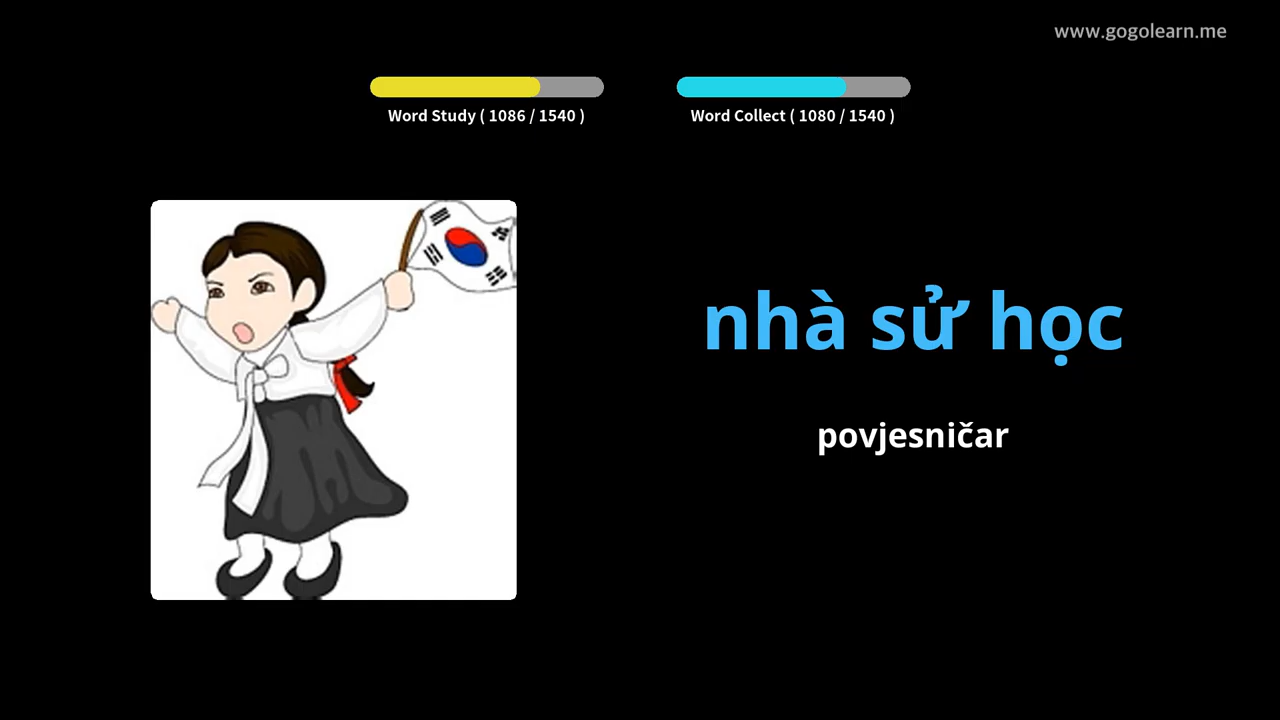 www.gogolearn.me
Word Study ( 1086 / 1540 )
Word Collect ( 1080 / 1540 )
nhà sử học
povjesničar